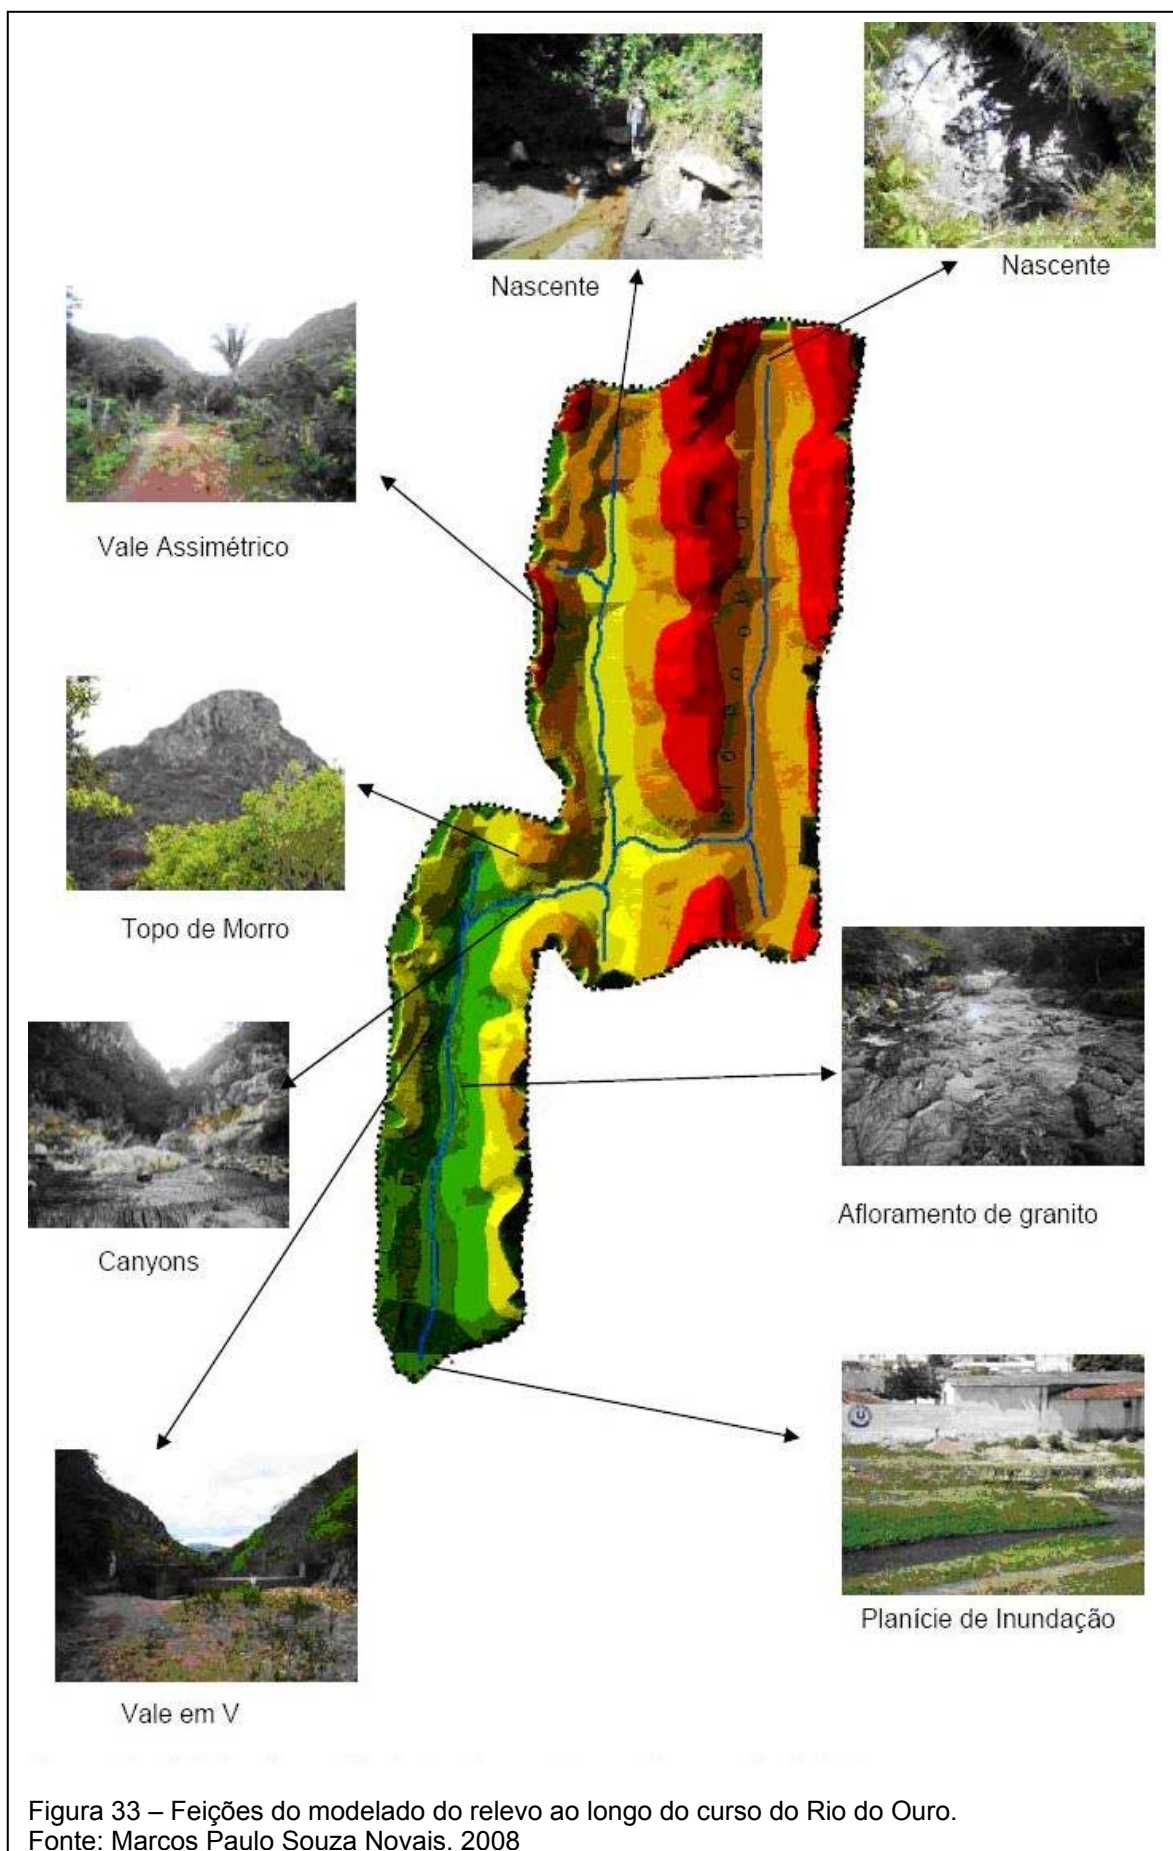 Nascente
Nascente
Vale Assimétrico
Topo de Morro
Canyons
Afloramento de granito
Planície de Inundação
Vale em V
Figura 33 – Feições do modelado do relevo ao longo do curso do Rio do Ouro.
Fonte: Marcos Paulo Souza Novais, 2008